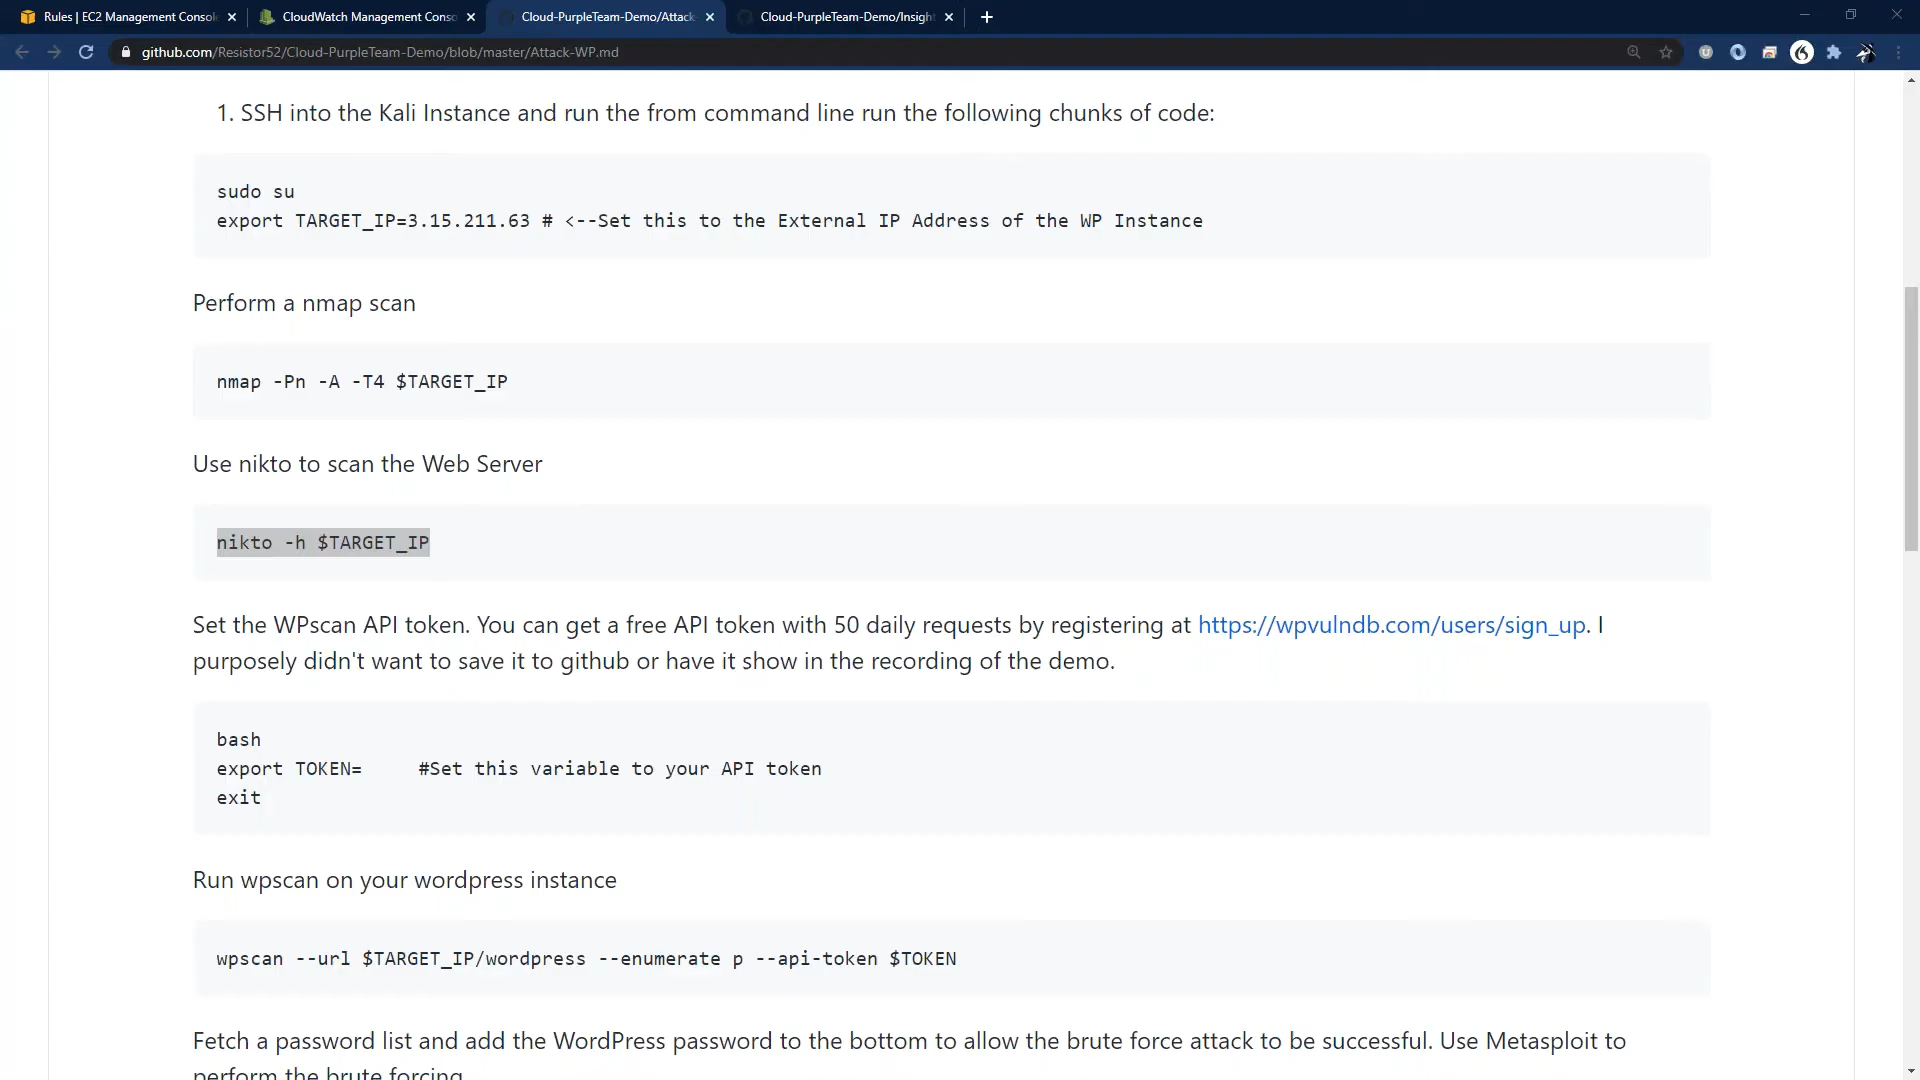 Rules | EC2 Management Consol
CloudWatch Management Conso
Cloud-PurpleTeam-Demo/Attack
Cloud-PurpleTeam-Demo/Insight
github.com/Resistor52/Cloud-PurpleTeam-Demo/blob/master/Attack-WP.md
1. SSH into the Kali Instance and run the from command line run the following chunks of code:
sudo su
export TARGET_IP=3.15.211.63 # <--Set this to the External IP Address of the WP Instance
Perform a nmap scan
nmap -Pn -A -T4 $TARGET_IP
Use nikto to scan the Web Server
nikto -h $TARGET_IP
Set the WPscan API token. You can get a free API token with 50 daily requests by registering at https://wpvulndb.com/users/sign_up. I
purposely didn't want to save it to github or have it show in the recording of the demo.
bash
export TOKEN=     #Set this variable to your API token
exit
Run wpscan on your wordpress instance
wpscan --url $TARGET_IP/wordpress --enumerate p --api-token $TOKEN
Fetch a password list and add the WordPress password to the bottom to allow the brute force attack to be successful. Use Metasploit to
perform the brute forcing.